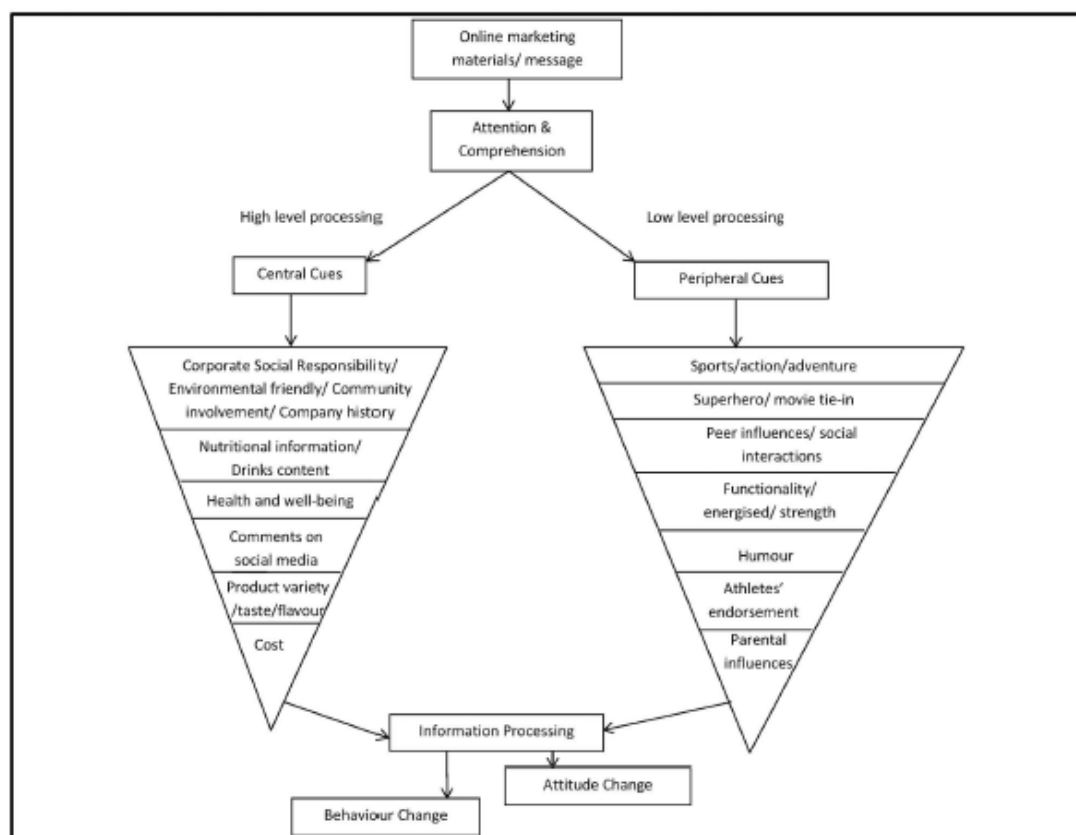 Online marketing
materials/ message
Attention &
Comprehension
High level processing
Low level processing
Central Cues
Peripheral Cues
Corporate Social Responsibility/
Environmental friendly/ Community
involvement/ Company history
Nutritional information/
Drinks content
Health and well-being
Comments on
social media
Product variety
/taste/flavour
Cost
Sports/action/adventure
Superhero/ movie tie-in
Peer influences/ social
interactions
Functionality/
energised/ strength
Humour
Athletes’
endorsement
Parental
influences
Information Processing
Attitude Change
Behaviour Change